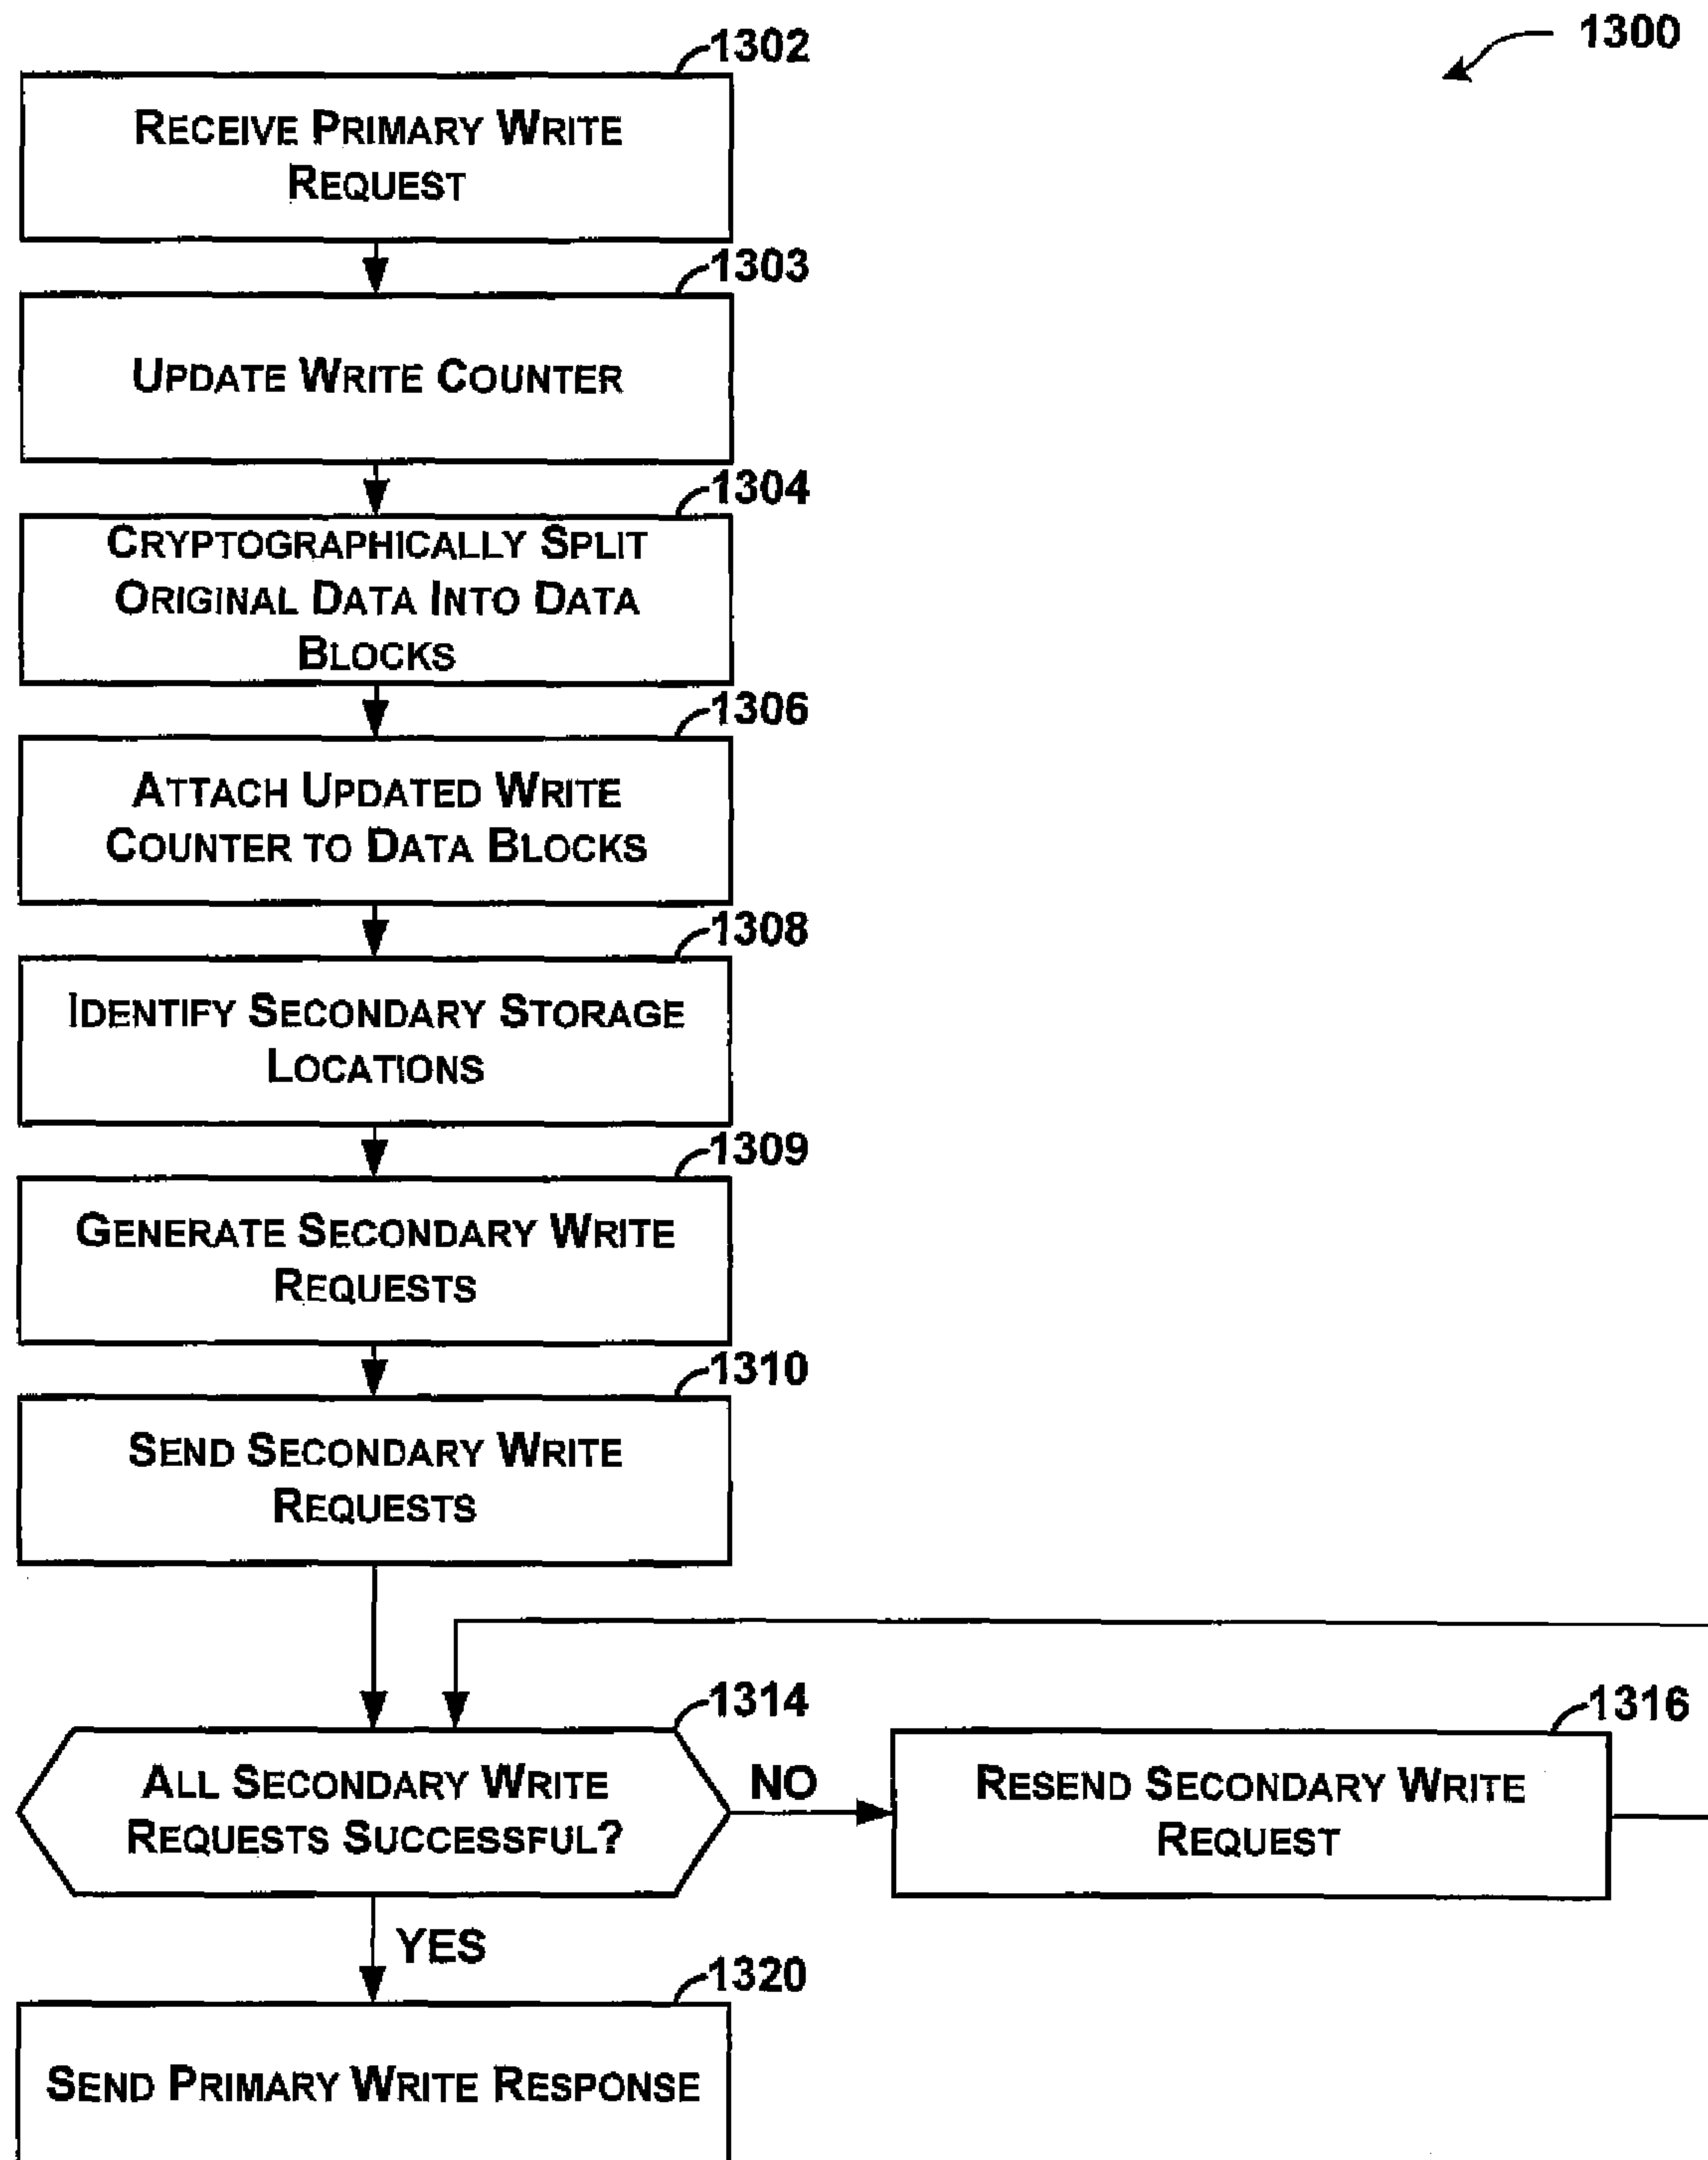 1300
1302
RECEIVE PRIMARY WRITE
REQUEST
1303
UPDATE WRITE COUNTER
1304
CRYPTOGRAPHICALLY SPLIT
ORIGINAL DATA INTO DATA
BLOCKS
1306
ATTACH UPDATED WRITE
COUNTER TO DATA BLOCKS
1308
IDENTIFY SECONDARY STORAGE
LOCATIONS
1309
GENERATE SECONDARY WRITE
REQUESTS
1310
SEND SECONDARY WRITE
REQUESTS
1314
ALL SECONDARY WRITE
REQUESTS SUCCESSFUL?
NO
1316
RESEND SECONDARY WRITE
REQUEST
YES
1320
SEND PRIMARY WRITE RESPONSE